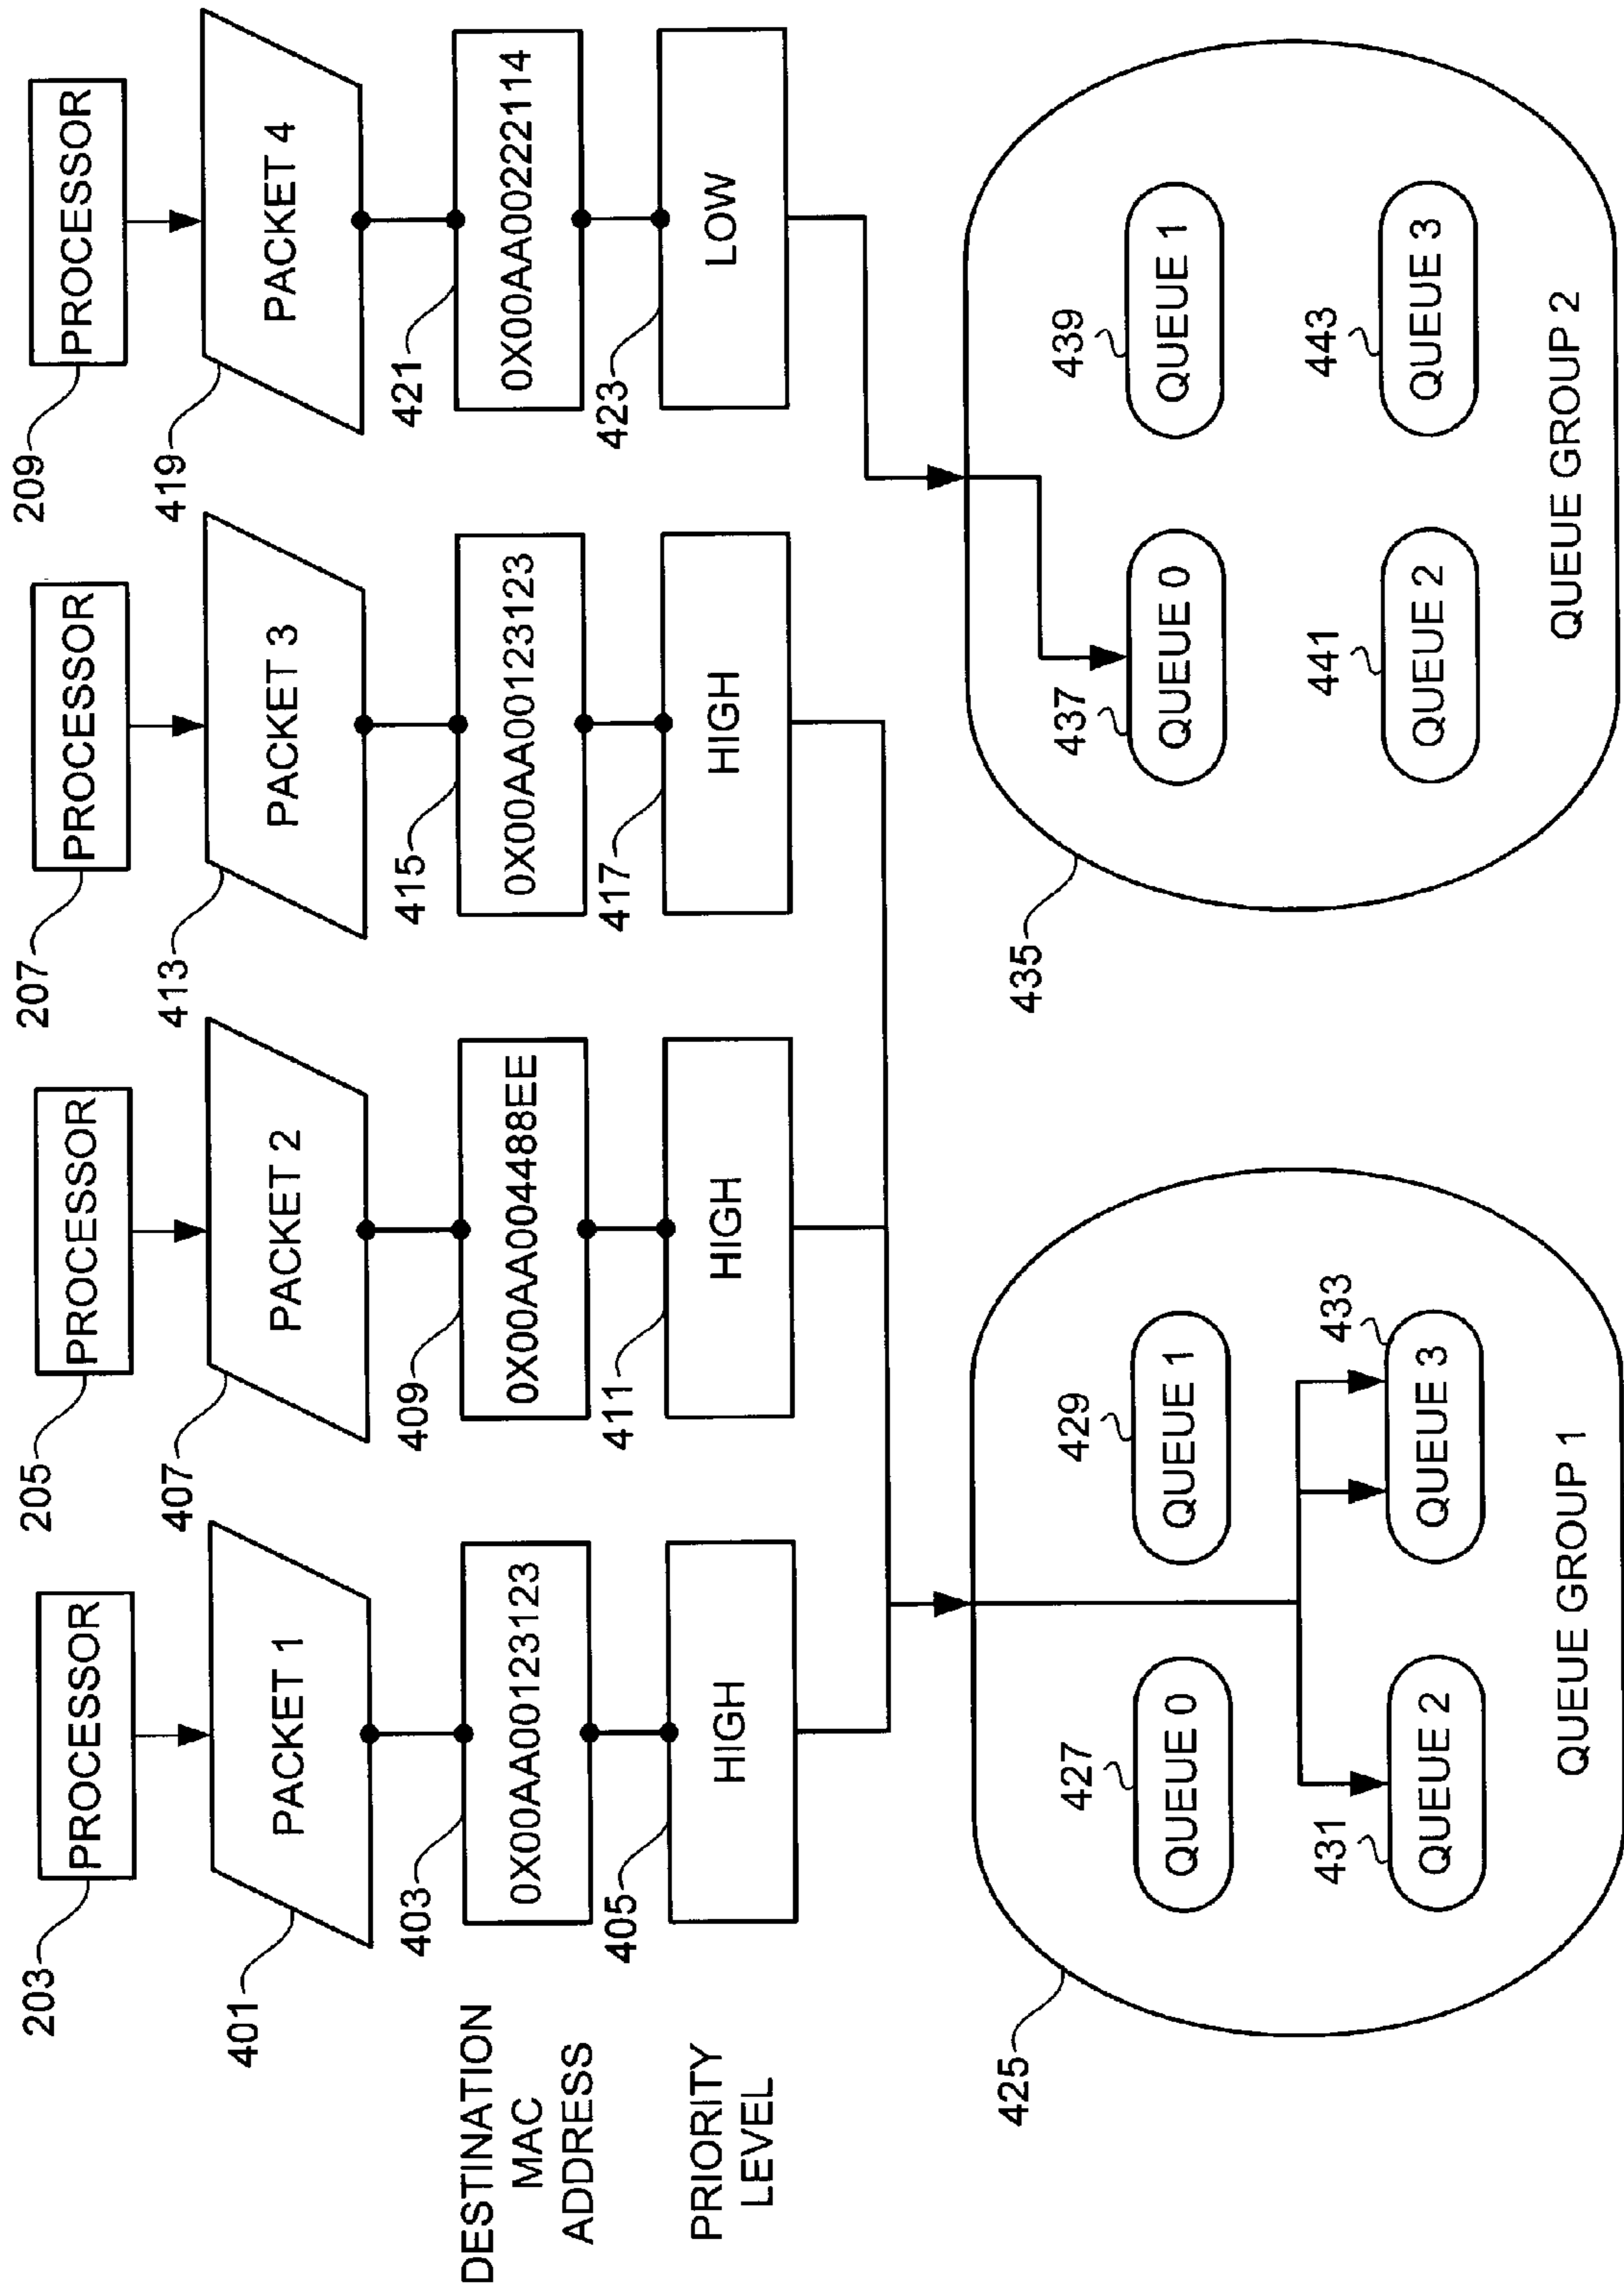 203
PROCESSOR
205
PROCESSOR
207
PROCESSOR
209
PROCESSOR
401
PACKET 1
407
PACKET 2
413
PACKET 3
419
PACKET 4
DESTINATION
MAC
ADDRESS
403
0X00AA00123123
409
0X00AA004488EE
415
0X00AA00123123
421
0X00AA00222114
PRIORITY
LEVEL
405
HIGH
411
HIGH
417
HIGH
423
LOW
425
427
QUEUE 0
429
QUEUE 1
431
QUEUE 2
433
QUEUE 3
QUEUE GROUP 1
435
437
QUEUE 0
439
QUEUE 1
441
QUEUE 2
443
QUEUE 3
QUEUE GROUP 2